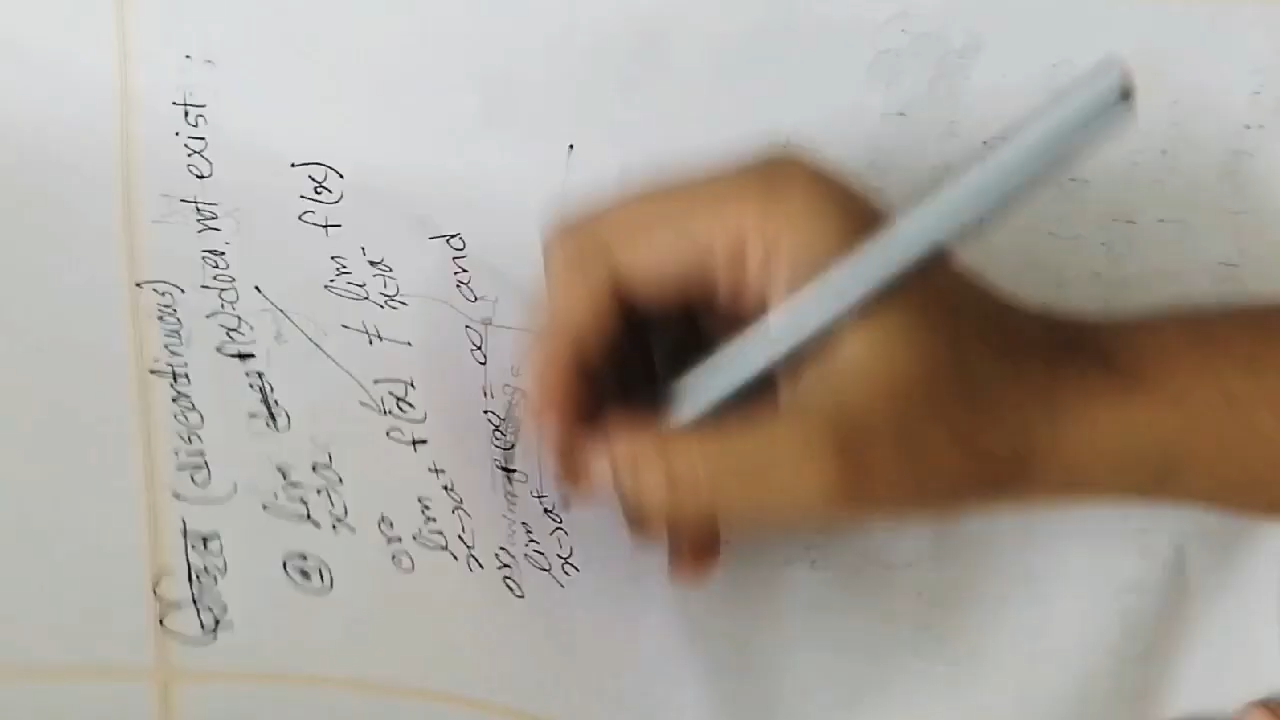 (discontinuous)
② lim f(x) does not exist :
x→a
or
lim f(x) ≠ lim f(x)
x→a⁺ x→a⁻
or
lim f(x) = ∞ and
x→a⁺